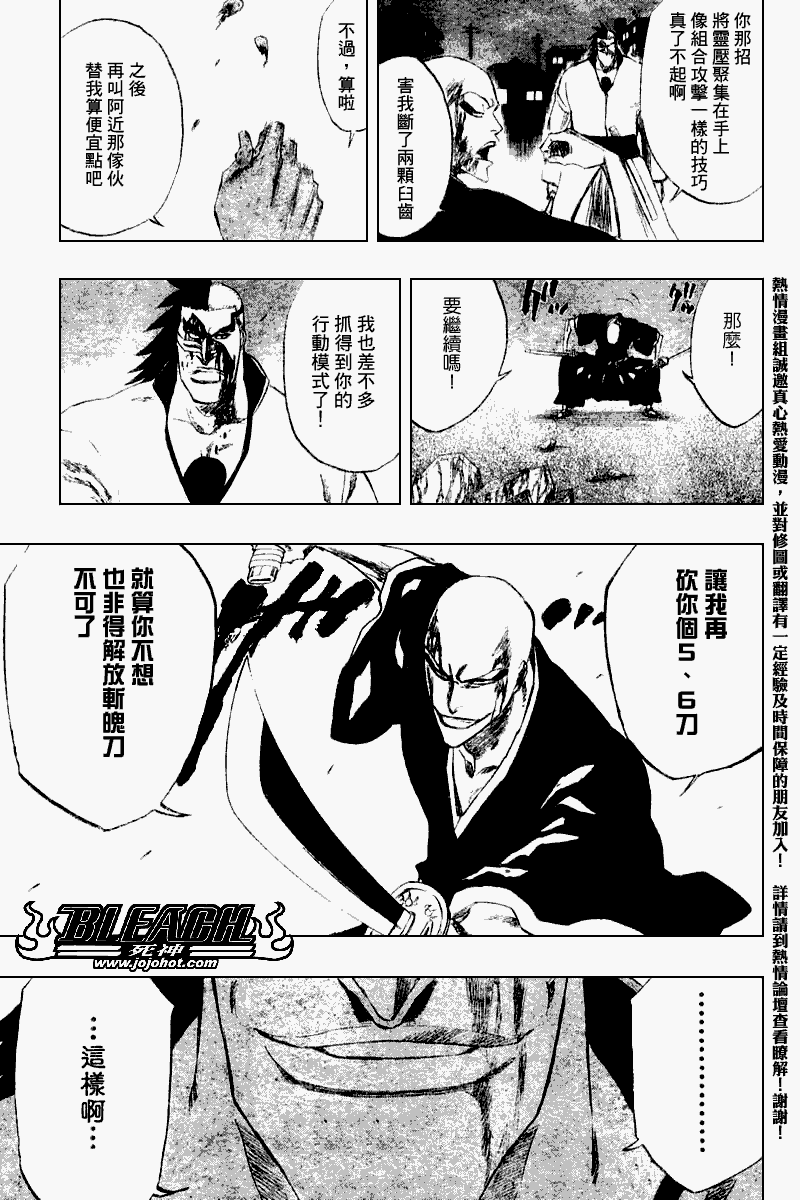 你那招
將靈壓聚集在手上
像組合攻擊一樣的技巧
真了不起啊
害我斷了兩顆臼齒
不過，算啦
之後
再叫阿近那傢伙
替我算便宜點吧
那麼！
要繼續嗎！
我也差不多
抓得到你的
行動模式了！
讓我再
砍你個５、６刀
就算你不想
也非得解放斬魄刀
不可了
BLEACH
死神
www.jojohot.com
…………
…這樣啊…
熱情漫畫組誠邀真心熱愛動漫，並對修圖或翻譯有一定經驗及時間保障的朋友加入！　詳情請到熱情論壇查看瞭解！謝謝！